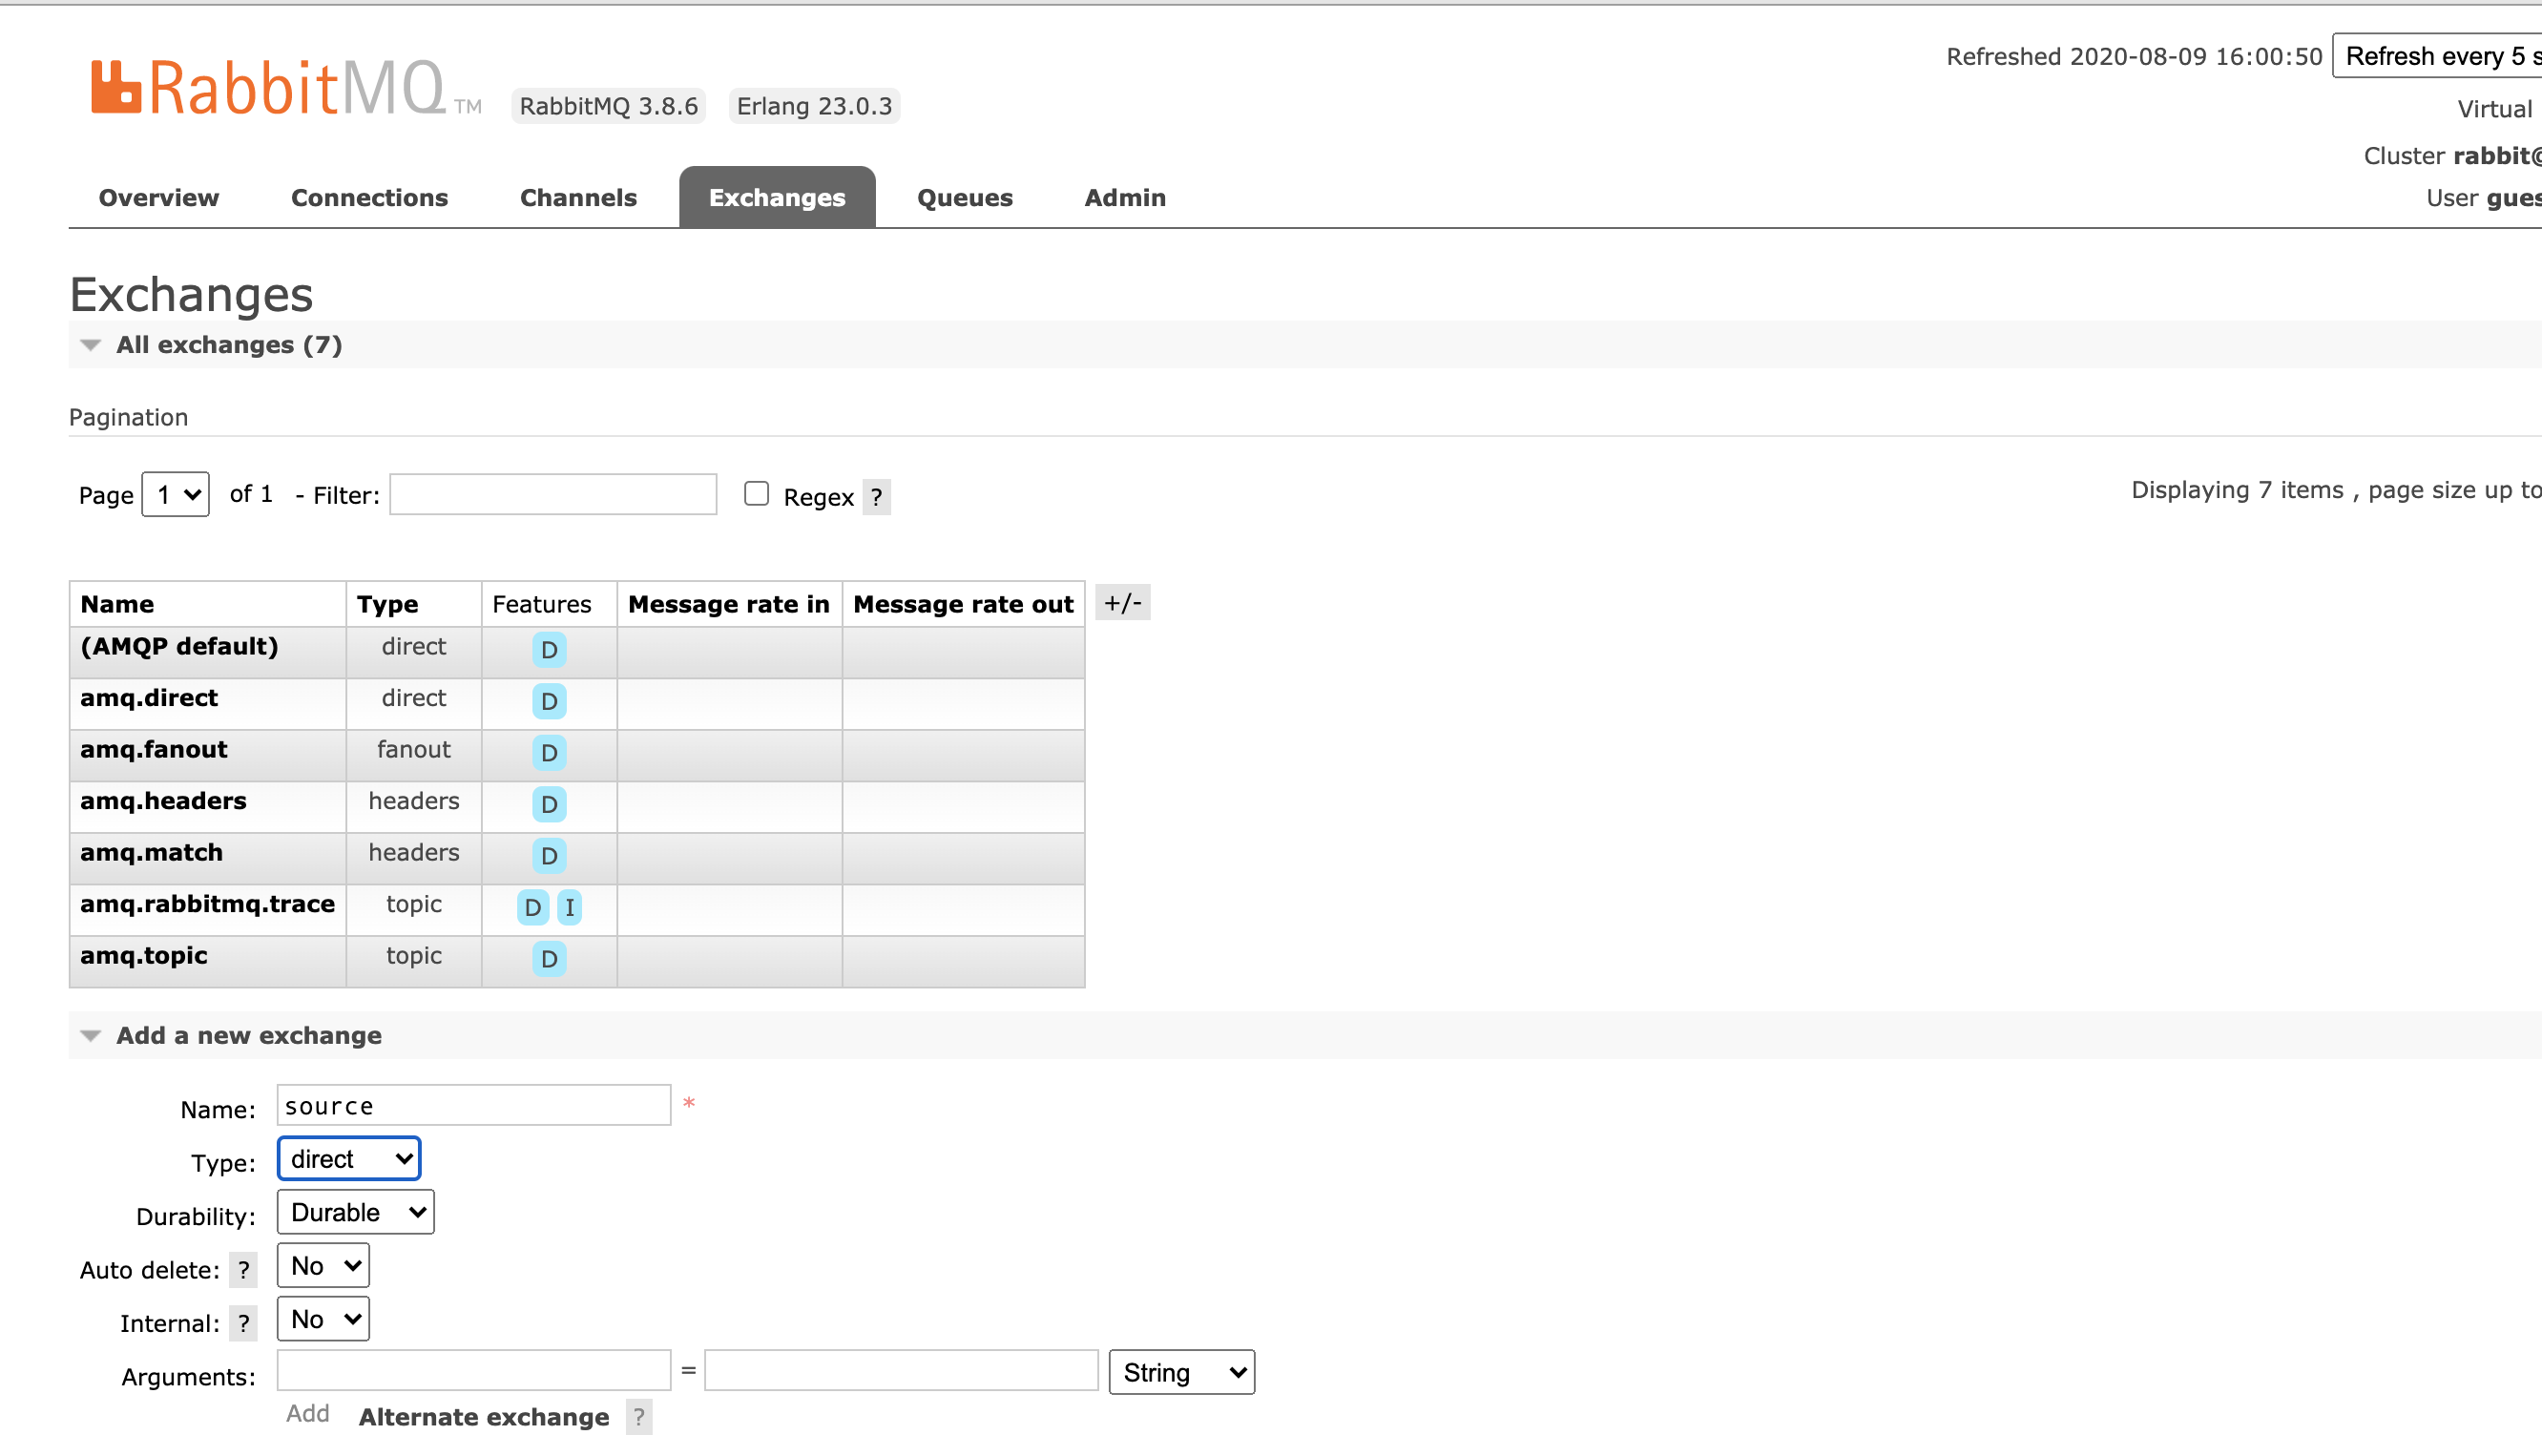 RabbitMQ TM RabbitMQ 3.8.6 Erlang 23.0.3
Refreshed 2020-08-09 16:00:50 Refresh every 5 s
Virtual
Cluster rabbit@
User gues
Overview Connections Channels Exchanges Queues Admin
Exchanges
All exchanges (7)
Pagination
Page 1 of 1 - Filter: Regex ?
Displaying 7 items , page size up to
Name Type Features Message rate in Message rate out +/-
(AMQP default) direct D
amq.direct direct D
amq.fanout fanout D
amq.headers headers D
amq.match headers D
amq.rabbitmq.trace topic D I
amq.topic topic D
Add a new exchange
Name: source *
Type: direct
Durability: Durable
Auto delete: ? No
Internal: ? No
Arguments: = String
Add Alternate exchange ?